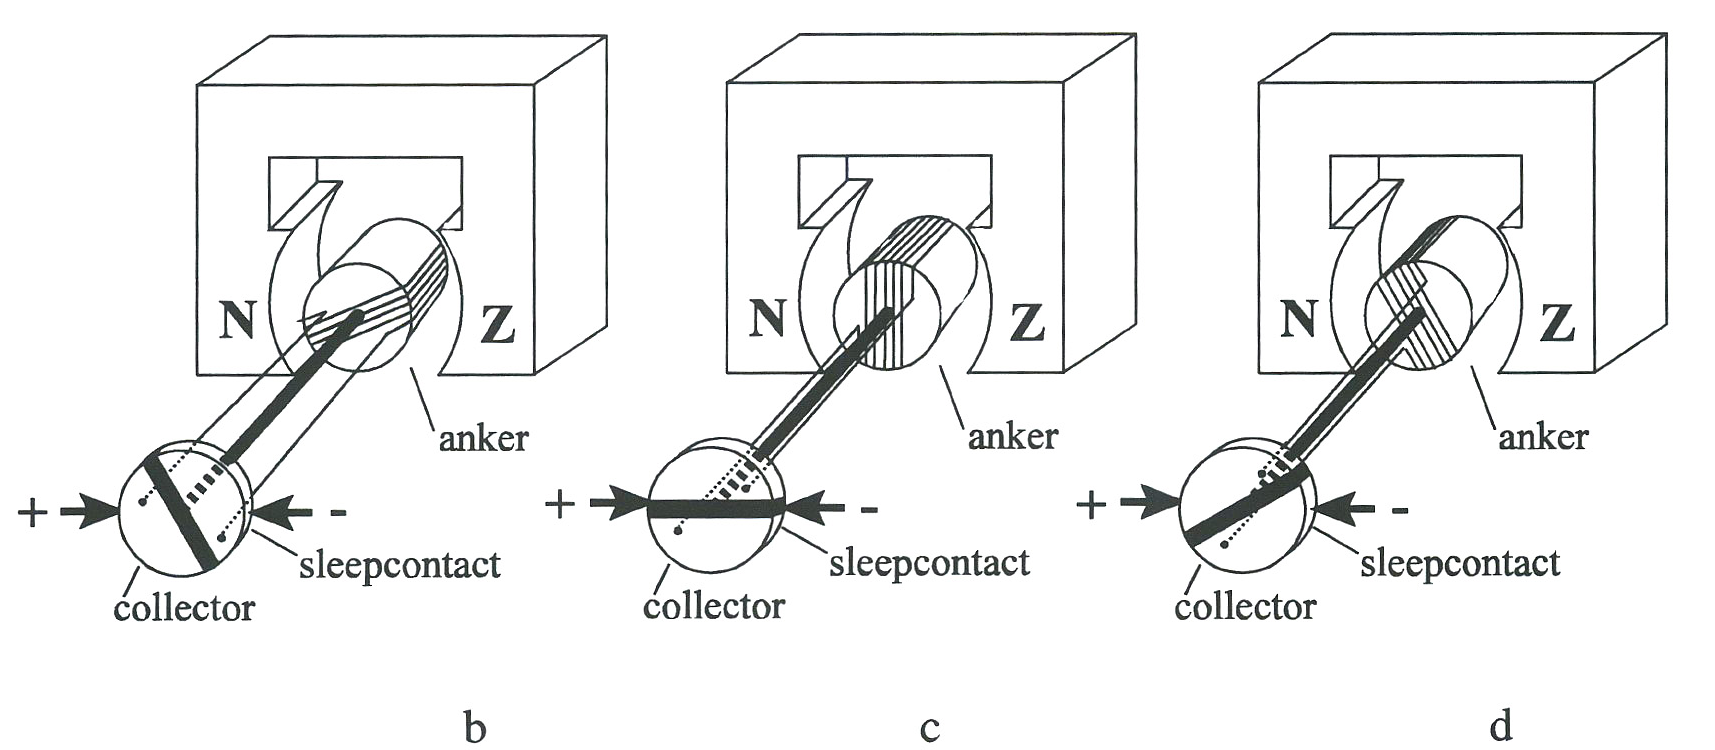 N Z
anker
+ -
sleepcontact
collector
b
N Z
anker
+ -
sleepcontact
collector
c
N Z
anker
+ -
sleepcontact
collector
d